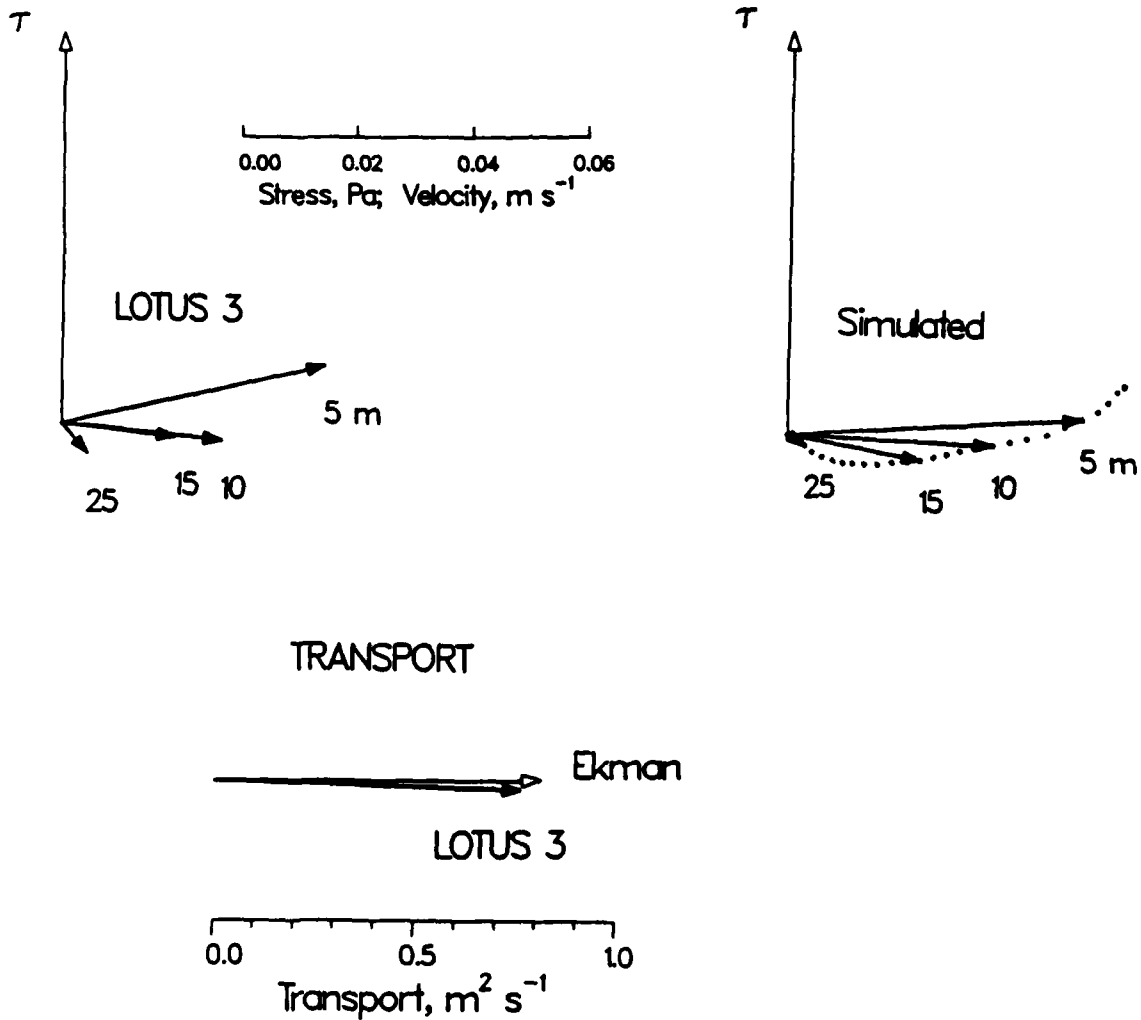 τ
τ
0.00 0.02 0.04 0.06
Stress, Pa; Velocity, m s⁻¹
LOTUS 3
Simulated
5 m
25 15 10
5 m
25 15 10
TRANSPORT
Ekman
LOTUS 3
0.0 0.5 1.0
Transport, m² s⁻¹